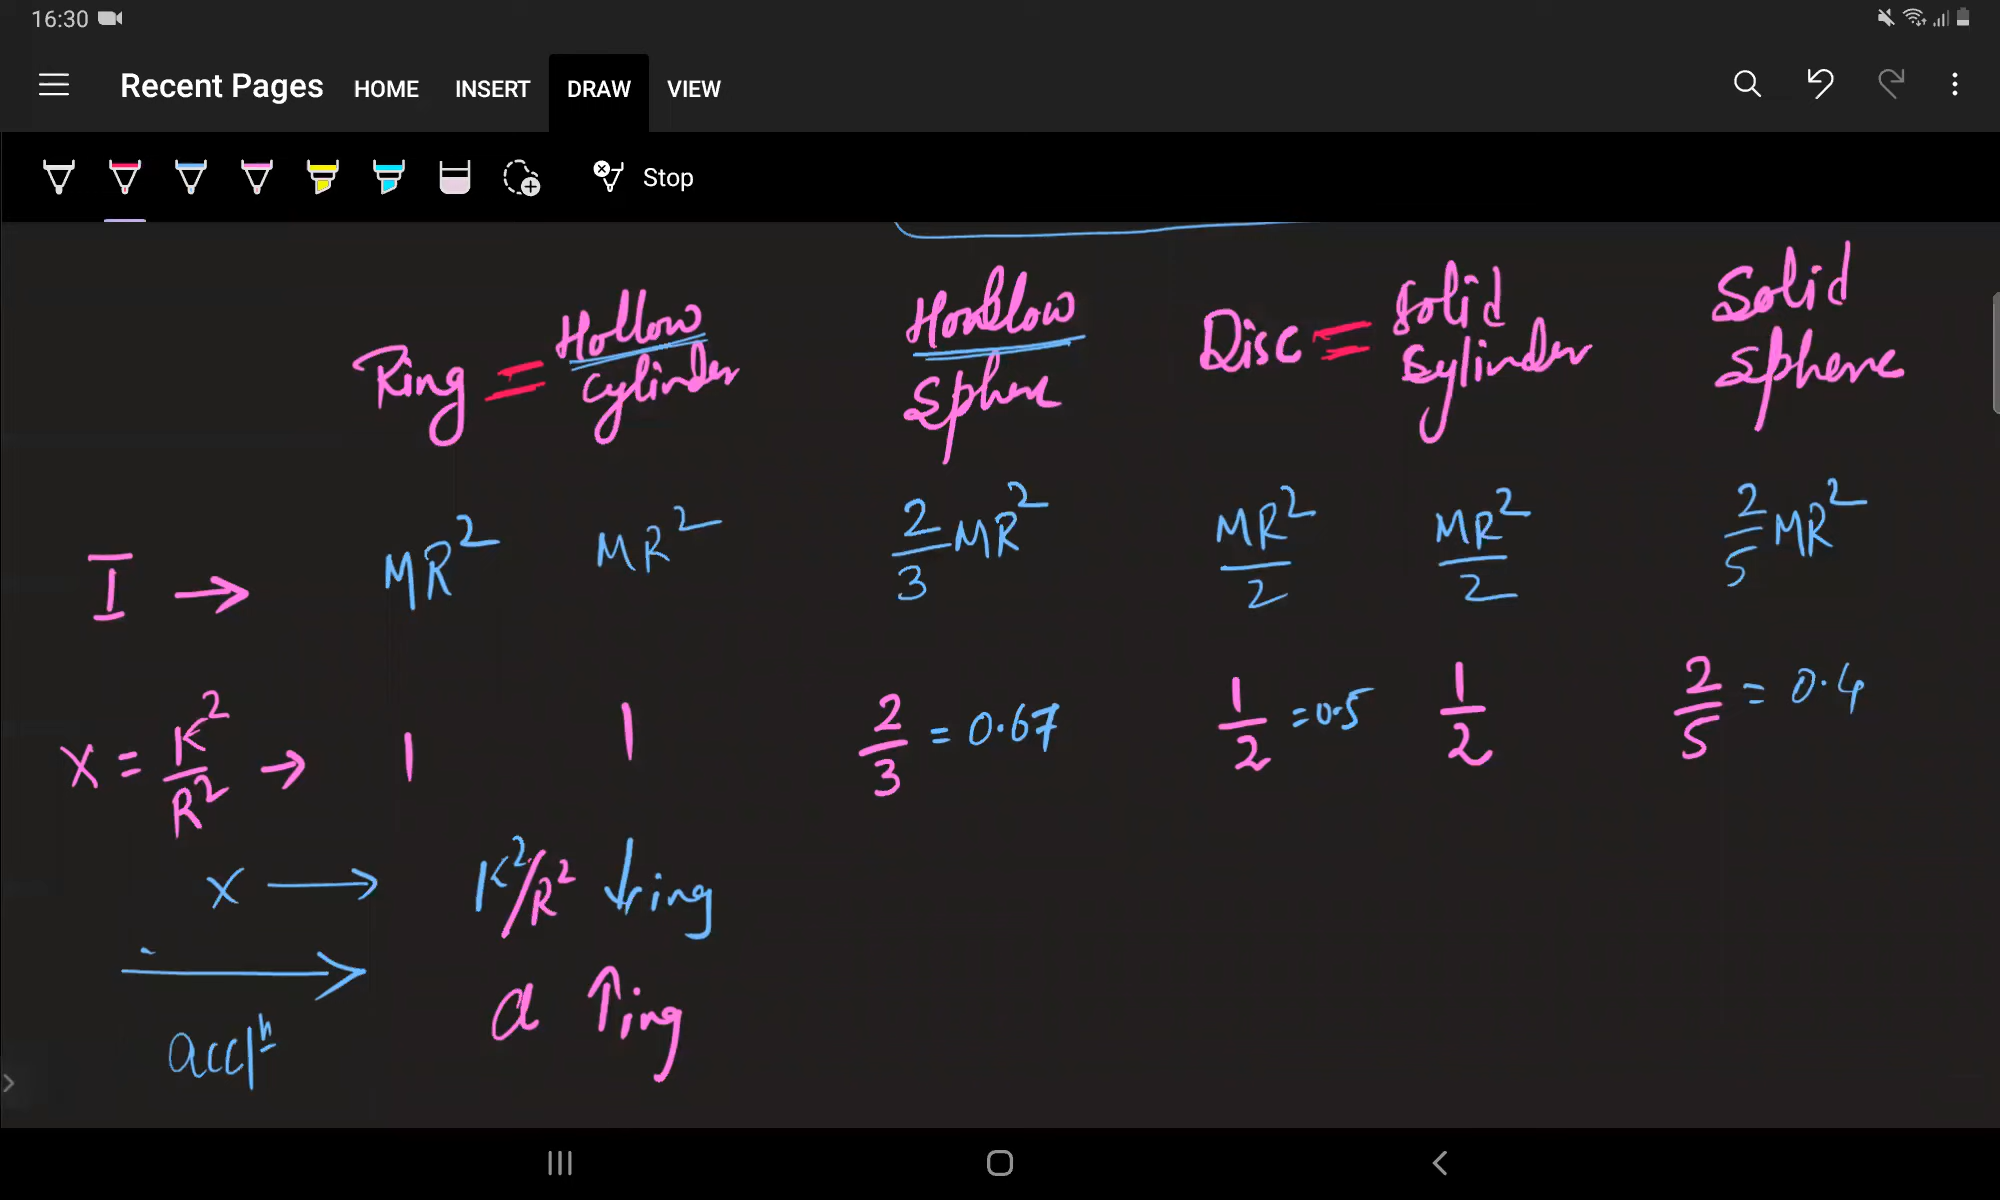 16:30
Recent Pages HOME INSERT DRAW VIEW
Stop
Ring = Hollow Cylinder Hollow Sphere Disc = Solid Cylinder Solid Sphere
I → MR² MR² 2/3 MR² MR²/2 MR²/2 2/5 MR²
X = K²/R² → 1 1 2/3 = 0.67 1/2 = 0.5 1/2 2/5 = 0.4
X → K²/R² ↓ing
a ↑ing
accⁿ